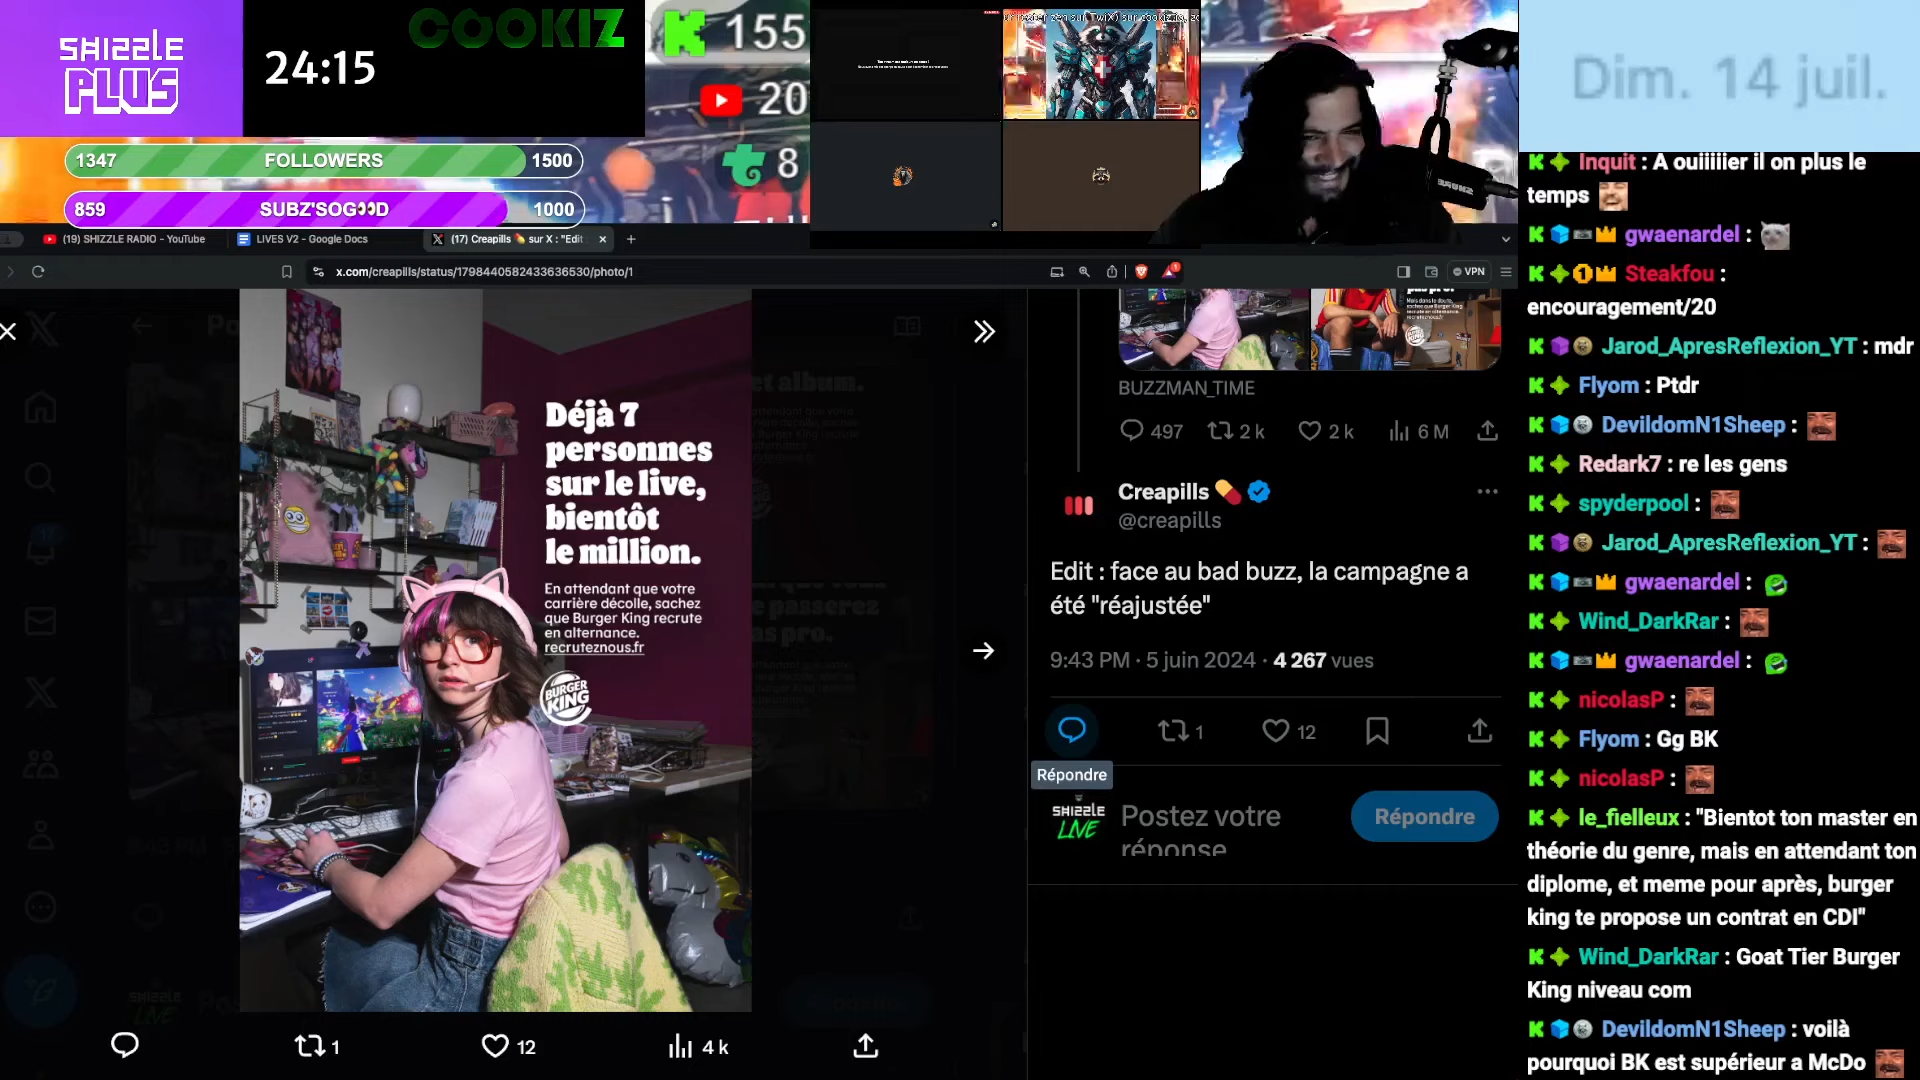 SHIZZLE
PLUS
24:15
COOKIZ
155
20
8
1347 FOLLOWERS 1500
859 SUBZ'SOG👀D 1000
Dim. 14 juil.
(19) SHIZZLE RADIO - YouTube
LIVES V2 - Google Docs
(17) Creapills 💊 sur X : "Edit
x.com/creapills/status/1798440582433636530/photo/1
VPN
Déjà 7
personnes
sur le live,
bientôt
le million.
En attendant que votre
carrière décolle, sachez
que Burger King recrute
en alternance.
recruteznous.fr
BURGER
KING
1
12
4 k
BUZZMAN_TIME
497
2 k
2 k
6 M
Creapills 💊
@creapills
Edit : face au bad buzz, la campagne a
été "réajustée"
9:43 PM · 5 juin 2024 · 4 267 vues
1
12
Répondre
SHIZZLE
LIVE
Postez votre
réponse
Répondre
Inquit : A ouiiiiier il on plus le
temps
gwaenardel :
Steakfou :
encouragement/20
Jarod_ApresReflexion_YT : mdr
Flyom : Ptdr
DevildomN1Sheep :
Redark7 : re les gens
spyderpool :
Jarod_ApresReflexion_YT :
gwaenardel :
Wind_DarkRar :
gwaenardel :
nicolasP :
Flyom : Gg BK
nicolasP :
le_fielleux : "Bientot ton master en
théorie du genre, mais en attendant ton
diplome, et meme pour après, burger
king te propose un contrat en CDI"
Wind_DarkRar : Goat Tier Burger
King niveau com
DevildomN1Sheep : voilà
pourquoi BK est supérieur a McDo